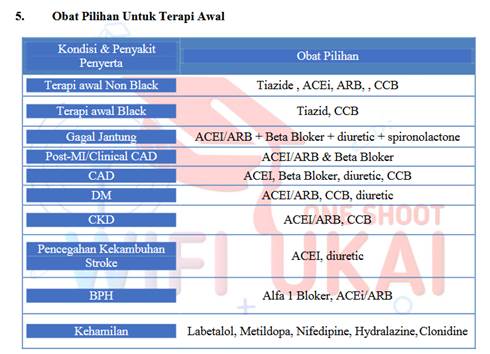 5. Obat Pilihan Untuk Terapi Awal
Kondisi & Penyakit
Penyerta
Obat Pilihan
Terapi awal Non Black
Tiazide , ACEi, ARB, , CCB
Terapi awal Black
Tiazid, CCB
Gagal Jantung
ACEI/ARB + Beta Bloker + diuretic + spironolactone
Post-MI/Clinical CAD
ACEI/ARB & Beta Bloker
CAD
ACEI, Beta Bloker, diuretic, CCB
DM
ACEI/ARB, CCB, diuretic
CKD
ACEI/ARB,CCB
Pencegahan Kekambuhan
Stroke
ACEI, diuretic
BPH
Alfa 1 Bloker, ACEi/ARB
Kehamilan
Labetalol, Metildopa, Nifedipine, Hydralazine, Clonidine
ONE SHOOT
WIFI UKAI